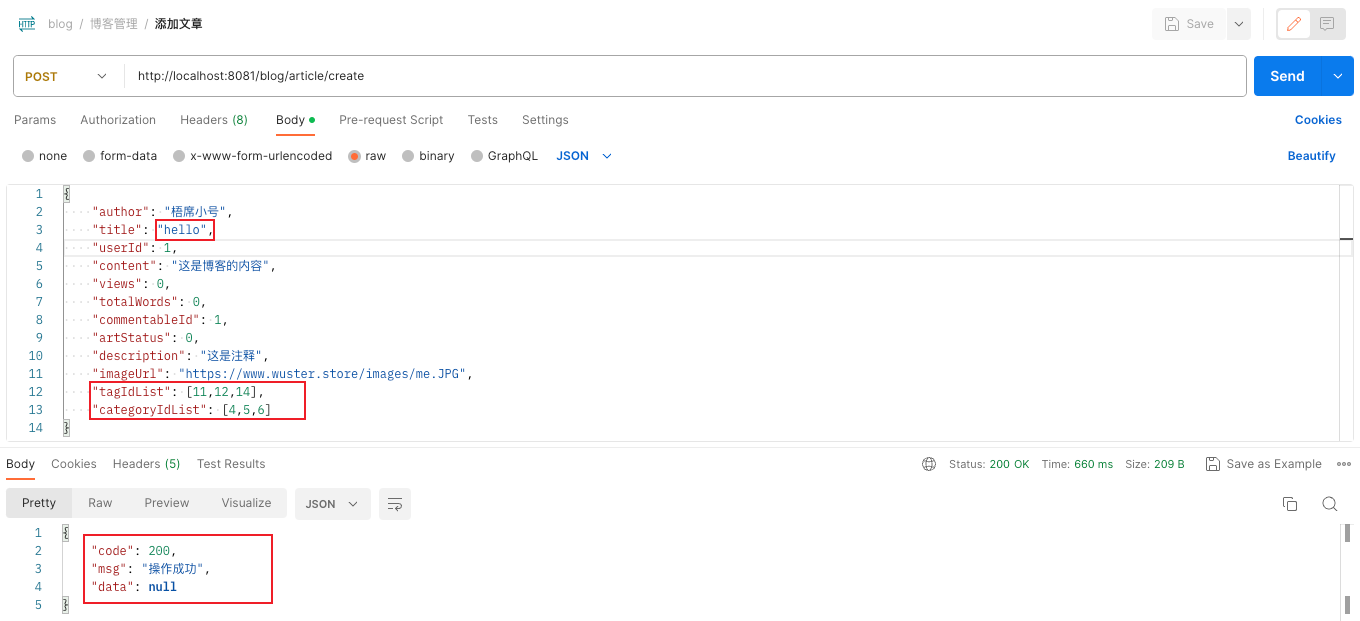 HTTP blog / 博客管理 / 添加文章 Save
POST http://localhost:8081/blog/article/create Send
Params Authorization Headers (8) Body Pre-request Script Tests Settings Cookies
none form-data x-www-form-urlencoded raw binary GraphQL JSON Beautify
1 {
2 "author": "梧席小号",
3 "title": "hello",
4 "userId": 1,
5 "content": "这是博客的内容",
6 "views": 0,
7 "totalWords": 0,
8 "commentableId": 1,
9 "artStatus": 0,
10 "description": "这是注释",
11 "imageUrl": "https://www.wuster.store/images/me.JPG",
12 "tagIdList": [11,12,14],
13 "categoryIdList": [4,5,6]
14 }
Body Cookies Headers (5) Test Results Status: 200 OK Time: 660 ms Size: 209 B Save as Example
Pretty Raw Preview Visualize JSON
1 {
2 "code": 200,
3 "msg": "操作成功",
4 "data": null
5 }